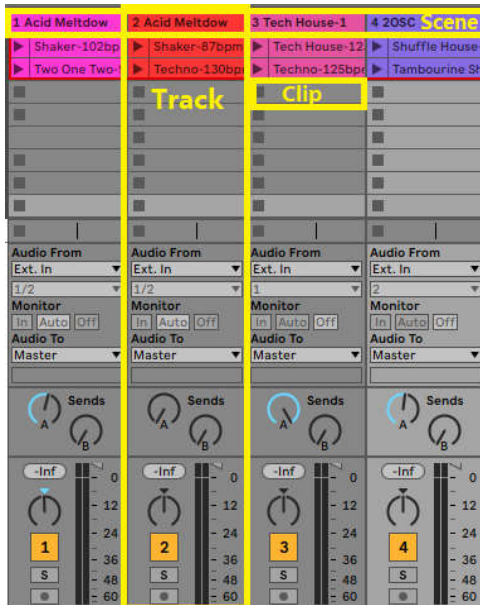 1 Acid Meltdow 2 Acid Meltdow 3 Tech House-1 4 2OSC Scene
Shaker-102bp Shaker-87bpm Tech House-12 Shuffle House
Two One Two- Techno-130bp Techno-125bp Tambourine Sh
Track Clip
Audio From Audio From Audio From Audio From
Ext. In Ext. In Ext. In Ext. In
1/2 1/2 1 2
Monitor Monitor Monitor Monitor
In Auto Off In Auto Off In Auto Off In Auto Off
Audio To Audio To Audio To Audio To
Master Master Master Master
Sends Sends Sends Sends
A A A A
B B B B
-Inf -Inf -Inf -Inf
0 0 0 0
12 12 12 12
24 24 24 24
1 2 3 4
36 36 36 36
S S S S
48 48 48 48
60 60 60 60